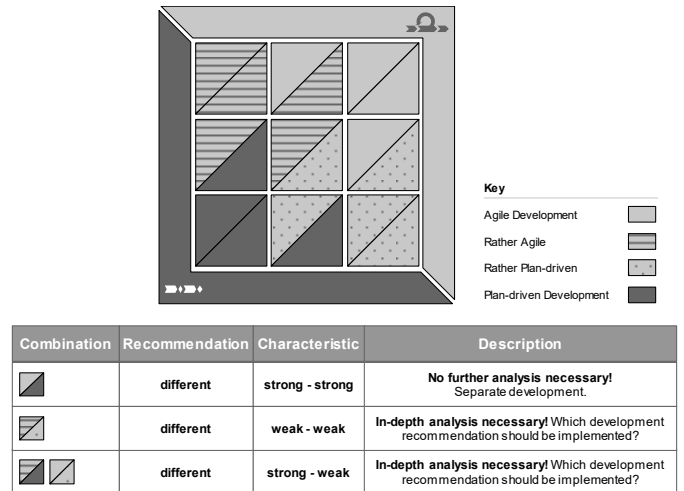 Key
Agile Development
Rather Agile
Rather Plan-driven
Plan-driven Development
Combination Recommendation Characteristic Description
different strong - strong No further analysis necessary!
Separate development.
different weak - weak In-depth analysis necessary! Which development
recommendation should be implemented?
different strong - weak In-depth analysis necessary! Which development
recommendation should be implemented?